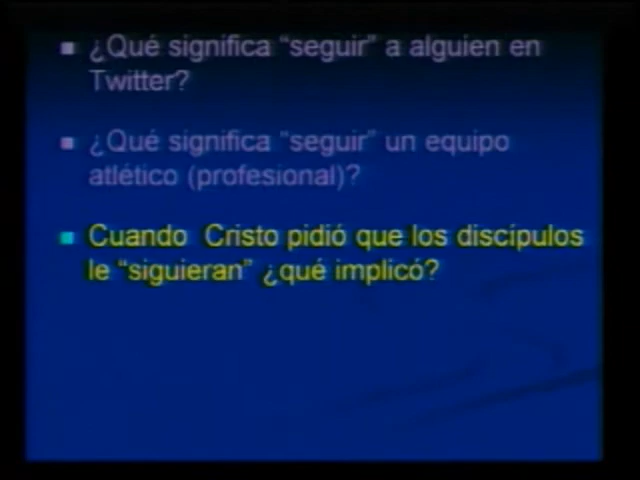 ¿Qué significa “seguir” a alguien en
Twitter?
¿Qué significa “seguir” un equipo
atlético (profesional)?
Cuando Cristo pidió que los discípulos
le “siguieran” ¿qué implicó?